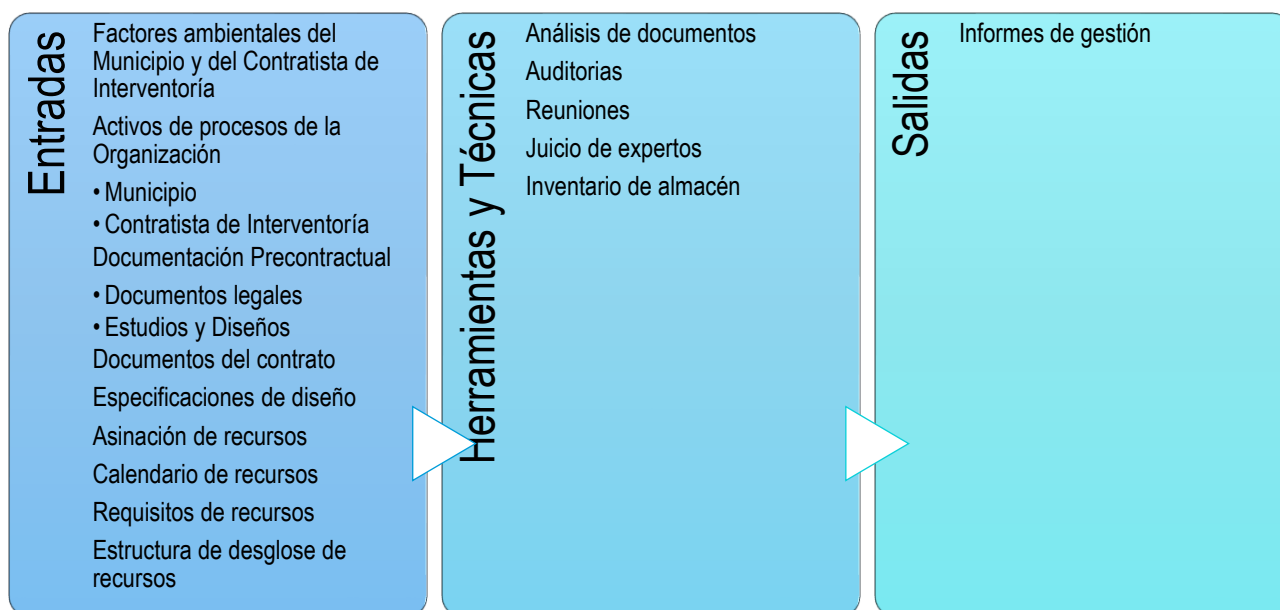 Entradas
Factores ambientales del
Municipio y del Contratista de
Interventoría
Activos de procesos de la
Organización
• Municipio
• Contratista de Interventoría
Documentación Precontractual
• Documentos legales
• Estudios y Diseños
Documentos del contrato
Especificaciones de diseño
Asinación de recursos
Calendario de recursos
Requisitos de recursos
Estructura de desglose de
recursos
Herramientas y Técnicas
Análisis de documentos
Auditorias
Reuniones
Juicio de expertos
Inventario de almacén
Salidas
Informes de gestión